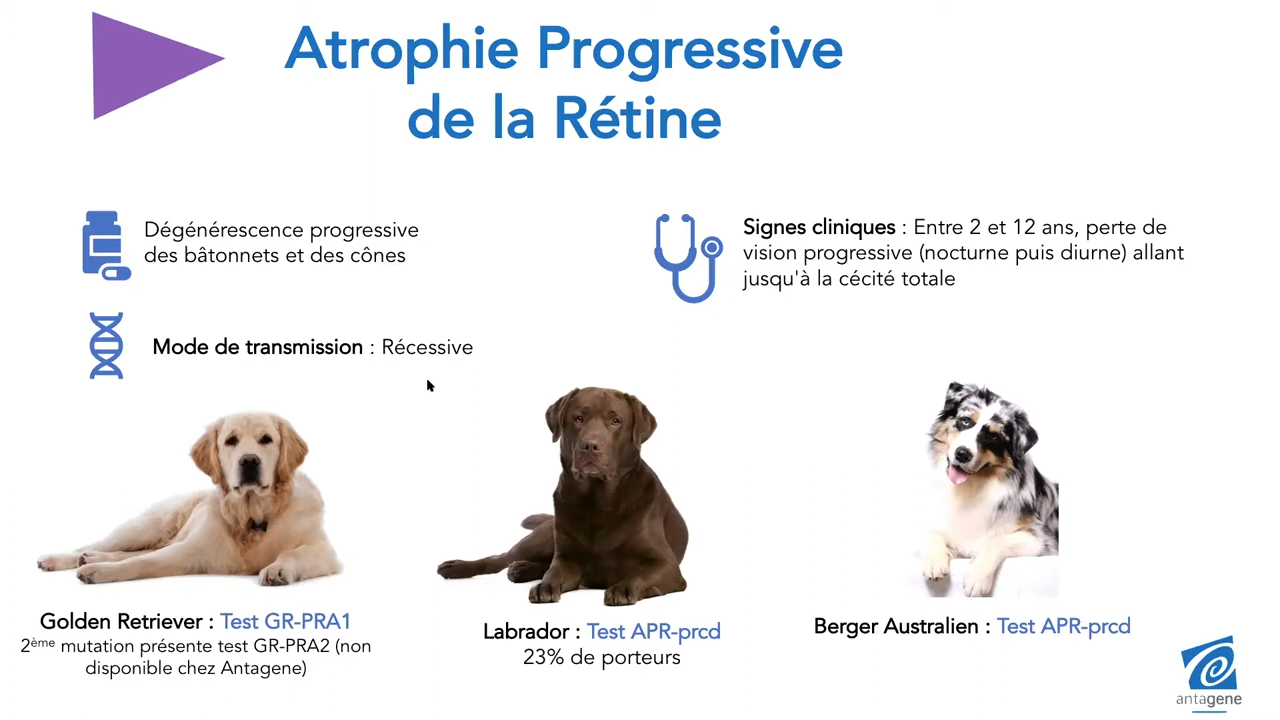 Atrophie Progressive
de la Rétine
Dégénérescence progressive
des bâtonnets et des cônes
Signes cliniques : Entre 2 et 12 ans, perte de
vision progressive (nocturne puis diurne) allant
jusqu'à la cécité totale
Mode de transmission : Récessive
Golden Retriever : Test GR-PRA1
2ème mutation présente test GR-PRA2 (non
disponible chez Antagene)
Labrador : Test APR-prcd
23% de porteurs
Berger Australien : Test APR-prcd
antagene